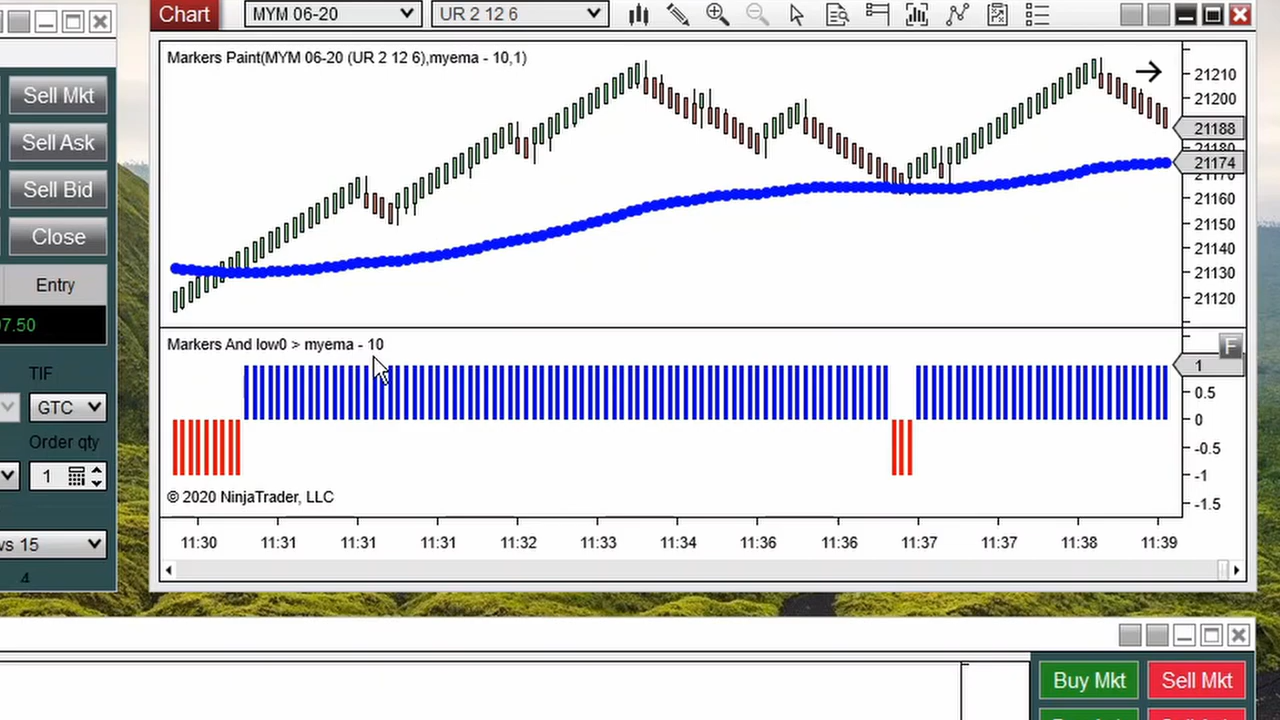 Chart MYM 06-20 UR 2 12 6
Sell Mkt
Sell Ask
Sell Bid
Close
Entry
7.50
TIF
GTC
Order qty
1
15
4
Markers Paint(MYM 06-20 (UR 2 12 6),myema - 10,1)
21210
21200
21188
21180
21174
21170
21160
21150
21140
21130
21120
Markers And low0 > myema - 10
F
1
0.5
0
-0.5
-1
-1.5
© 2020 NinjaTrader, LLC
11:30 11:31 11:31 11:31 11:32 11:33 11:34 11:36 11:36 11:37 11:37 11:38 11:39
Buy Mkt Sell Mkt